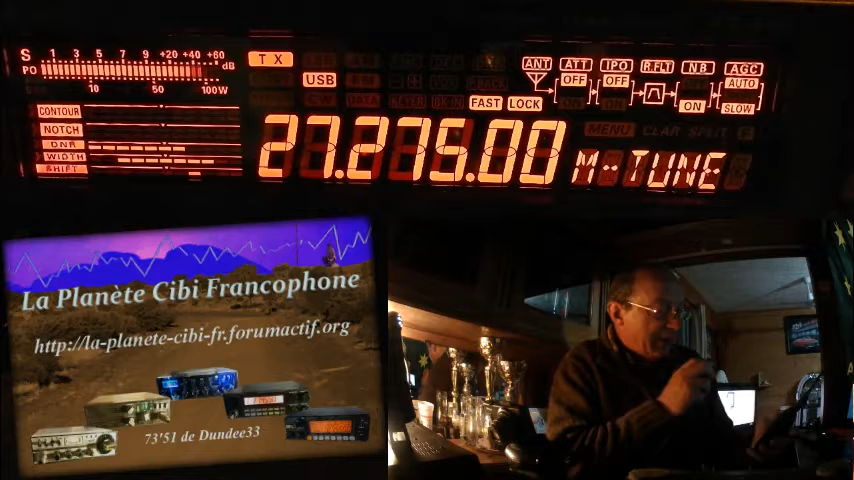 S 1 3 5 7 9 +20 +40 +60 dB
PO 10 50 100W
TX
USB
FAST LOCK
ANT ATT IPO R.FLT NB AGC
OFF OFF AUTO
ON SLOW
CONTOUR
NOTCH
DNR
WIDTH
SHIFT
27.275.00
MENU CLAR SPLIT
M-TUNE
La Planète Cibi Francophone
http://la-planete-cibi-fr.forumactif.org
73'51 de Dundee33